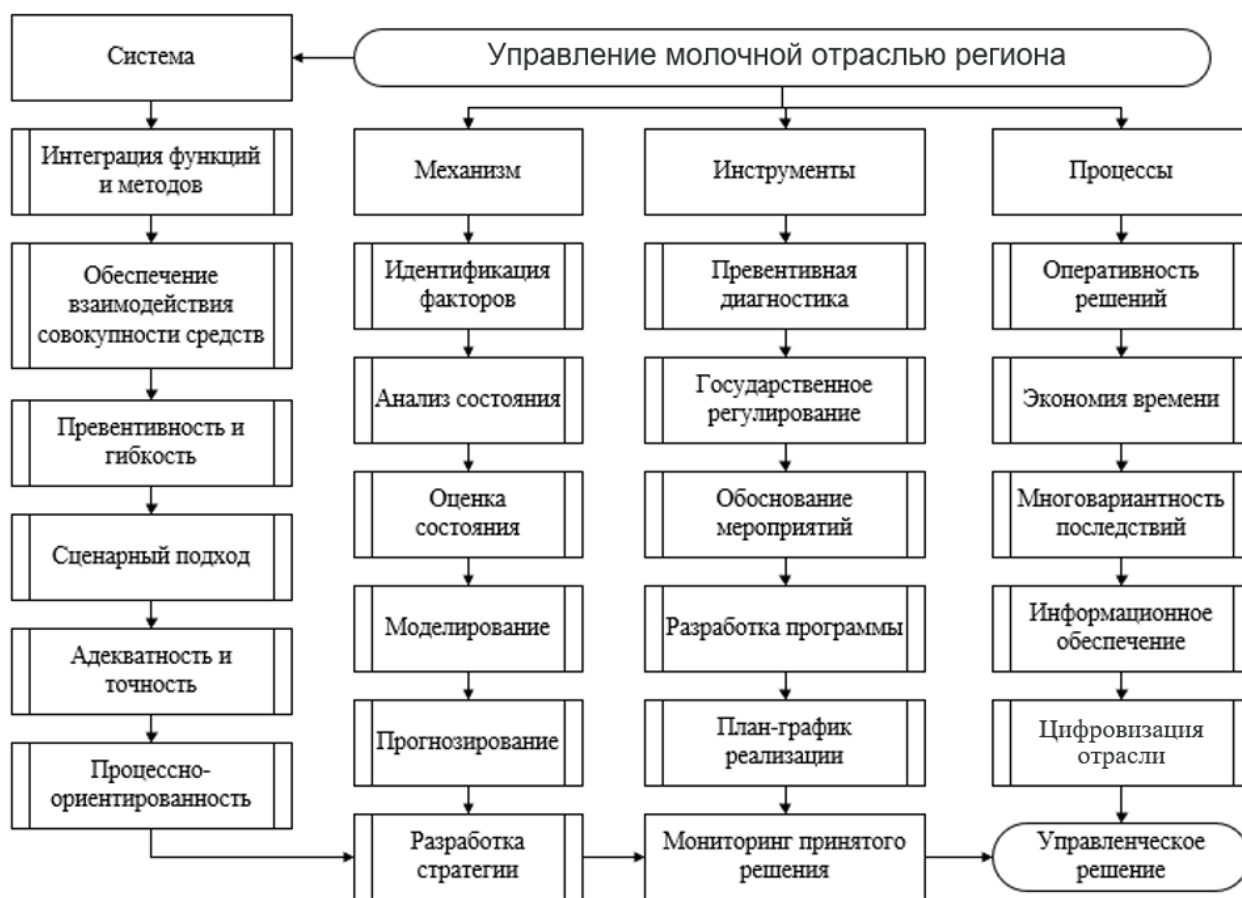 Управление молочной отраслью региона
Система
Интеграция функций
и методов
Обеспечение
взаимодействия
совокупности средств
Превентивность и
гибкость
Сценарный подход
Адекватность и
точность
Процессно-
ориентированность
Механизм
Идентификация
факторов
Анализ состояния
Оценка
состояния
Моделирование
Прогнозирование
Разработка
стратегии
Инструменты
Превентивная
диагностика
Государственное
регулирование
Обоснование
мероприятий
Разработка программы
План-график
реализации
Мониторинг принятого
решения
Процессы
Оперативность
решений
Экономия времени
Многовариантность
последствий
Информационное
обеспечение
Цифровизация
отрасли
Управленческое
решение